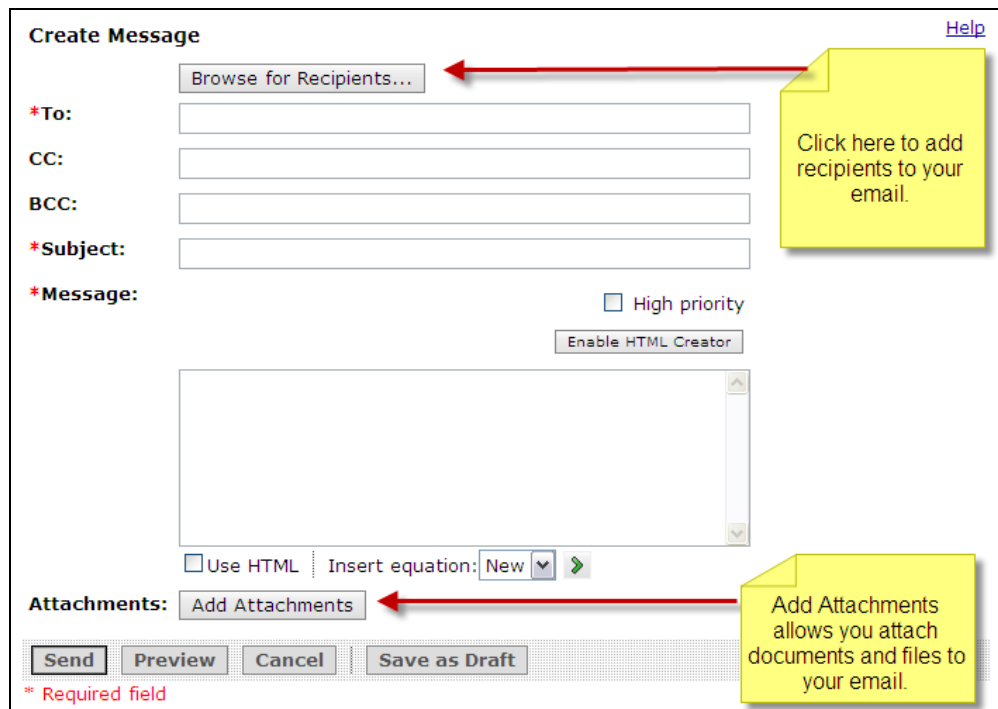 Create Message
Help
Browse for Recipients...
*To:
CC:
BCC:
*Subject:
*Message:
High priority
Enable HTML Creator
Use HTML
Insert equation: New
Attachments: Add Attachments
Send Preview Cancel Save as Draft
* Required field
Click here to add
recipients to your
email.
Add Attachments
allows you attach
documents and files to
your email.